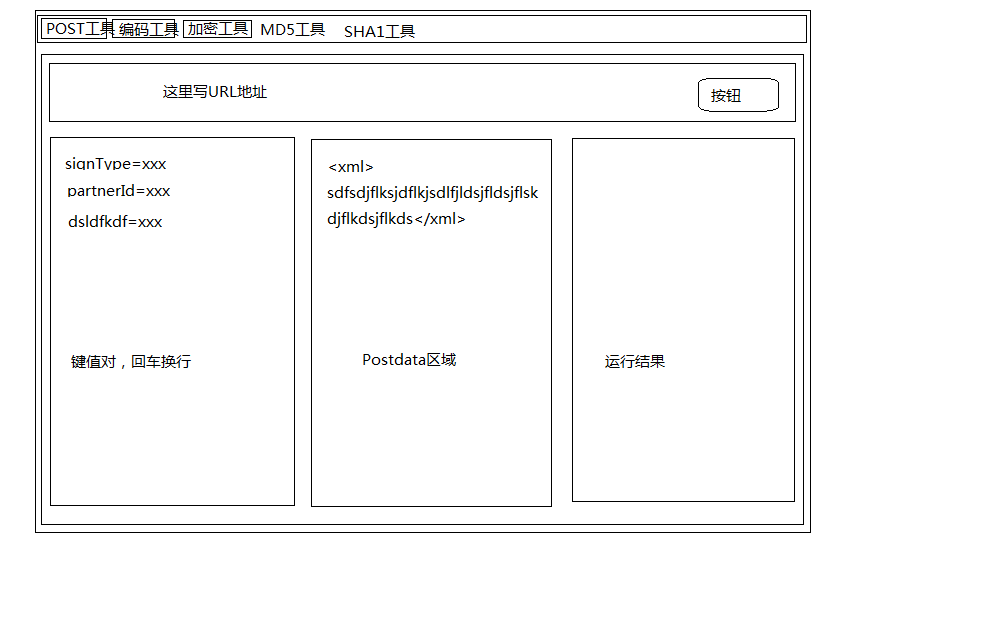 POST工具 编码工具 加密工具 MD5工具 SHA1工具
这里写URL地址
按钮
signType=xxx
partnerId=xxx
dsldfkdf=xxx
键值对，回车换行
<xml>
sdfsdjflksjdflkjsdlfjldsjfldsjflsk
djflkdsjflkds</xml>
Postdata区域
运行结果